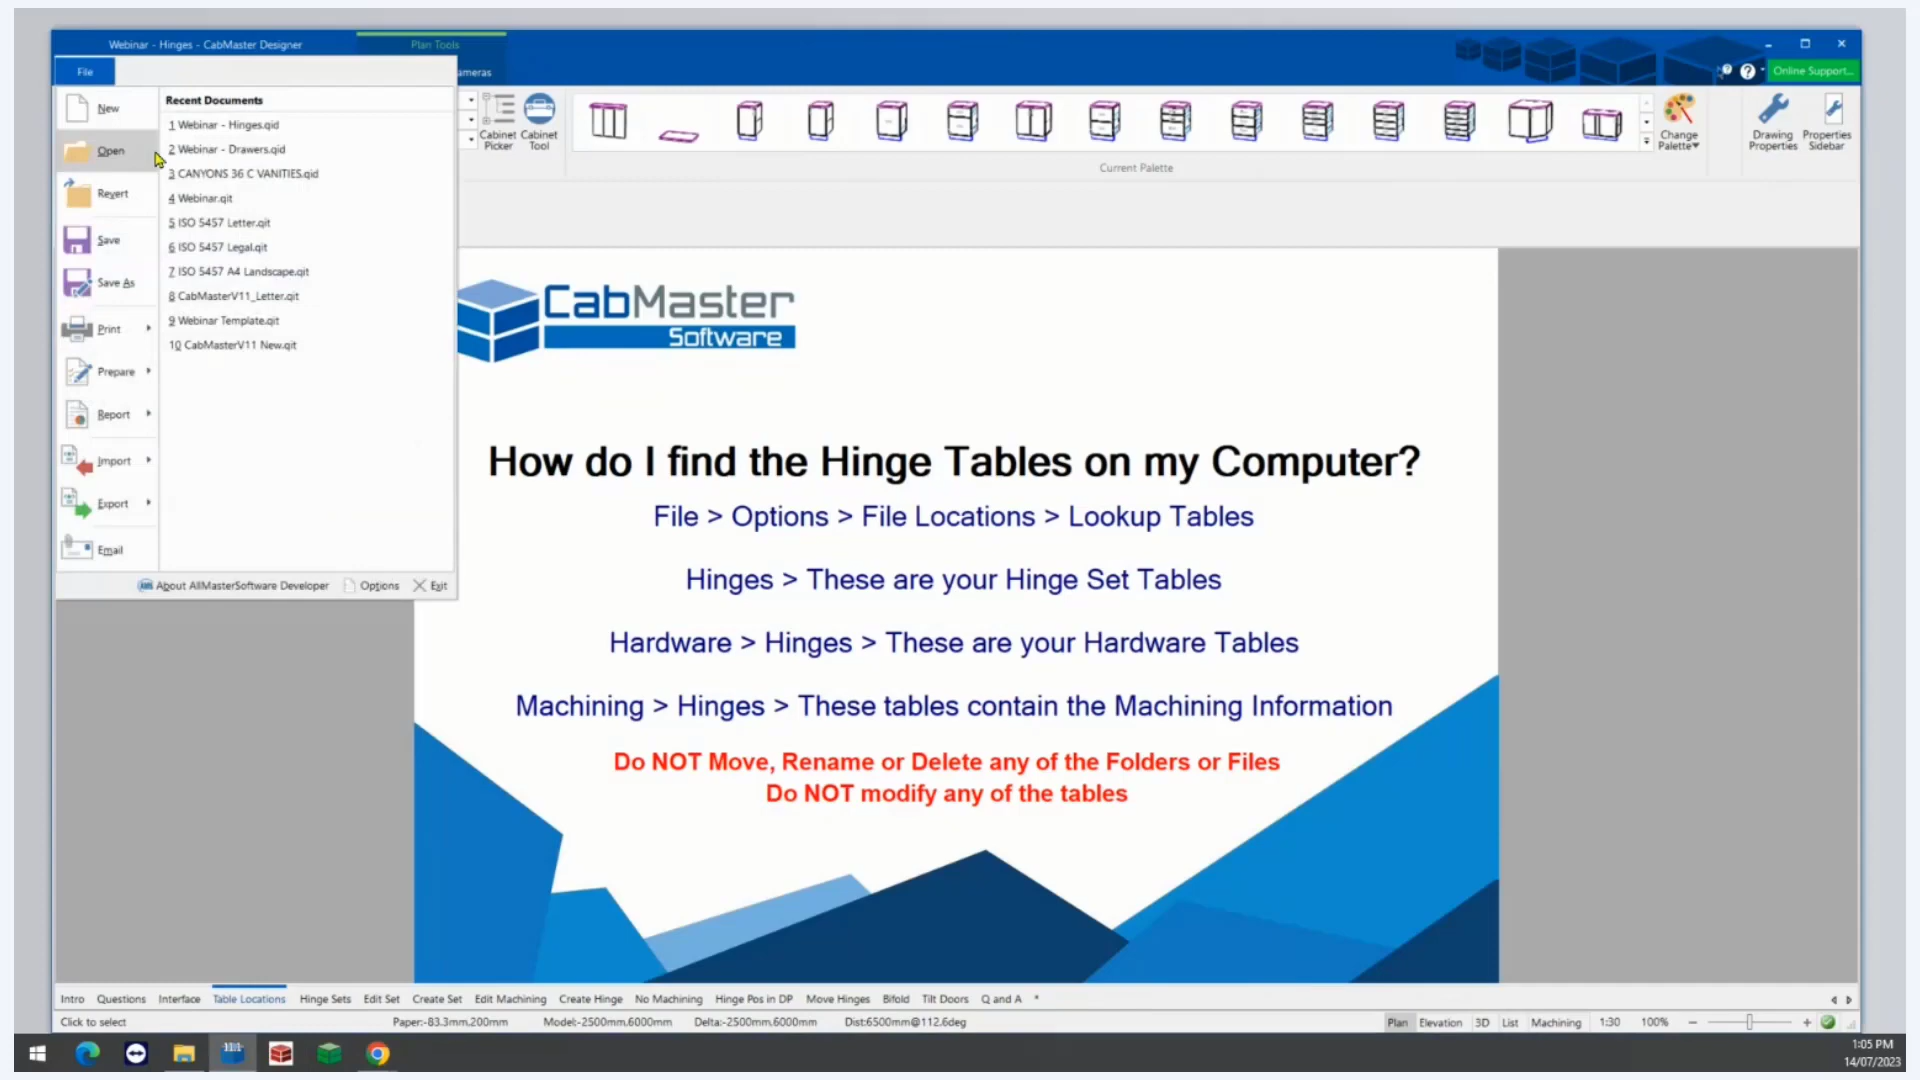 Webinar - Hinges - CabMaster Designer
Plan Tools
File
ameras
Online Support...
New
Open
Revert
Save
Save As
Print
Prepare
Report
Import
Export
Email
Recent Documents
1 Webinar - Hinges.qid
2 Webinar - Drawers.qid
3 CANYONS 36 C VANITIES.qid
4 Webinar.qit
5 ISO 5457 Letter.qit
6 ISO 5457 Legal.qit
7 ISO 5457 A4 Landscape.qit
8 CabMasterV11_Letter.qit
9 Webinar Template.qit
10 CabMasterV11 New.qit
About AllMasterSoftware Developer
Options
Exit
Cabinet Picker
Cabinet Tool
Current Palette
Change Palette
Drawing Properties
Properties Sidebar
CabMaster
Software
How do I find the Hinge Tables on my Computer?
File > Options > File Locations > Lookup Tables
Hinges > These are your Hinge Set Tables
Hardware > Hinges > These are your Hardware Tables
Machining > Hinges > These tables contain the Machining Information
Do NOT Move, Rename or Delete any of the Folders or Files
Do NOT modify any of the tables
Intro Questions Interface Table Locations Hinge Sets Edit Set Create Set Edit Machining Create Hinge No Machining Hinge Pos in DP Move Hinges Bifold Tilt Doors Q and A *
Click to select Paper:-83.3mm,200mm Model:-2500mm,6000mm Delta:-2500mm,6000mm Dist:6500mm@112.6deg Plan Elevation 3D List Machining 1:30 100%
1:05 PM
14/07/2023